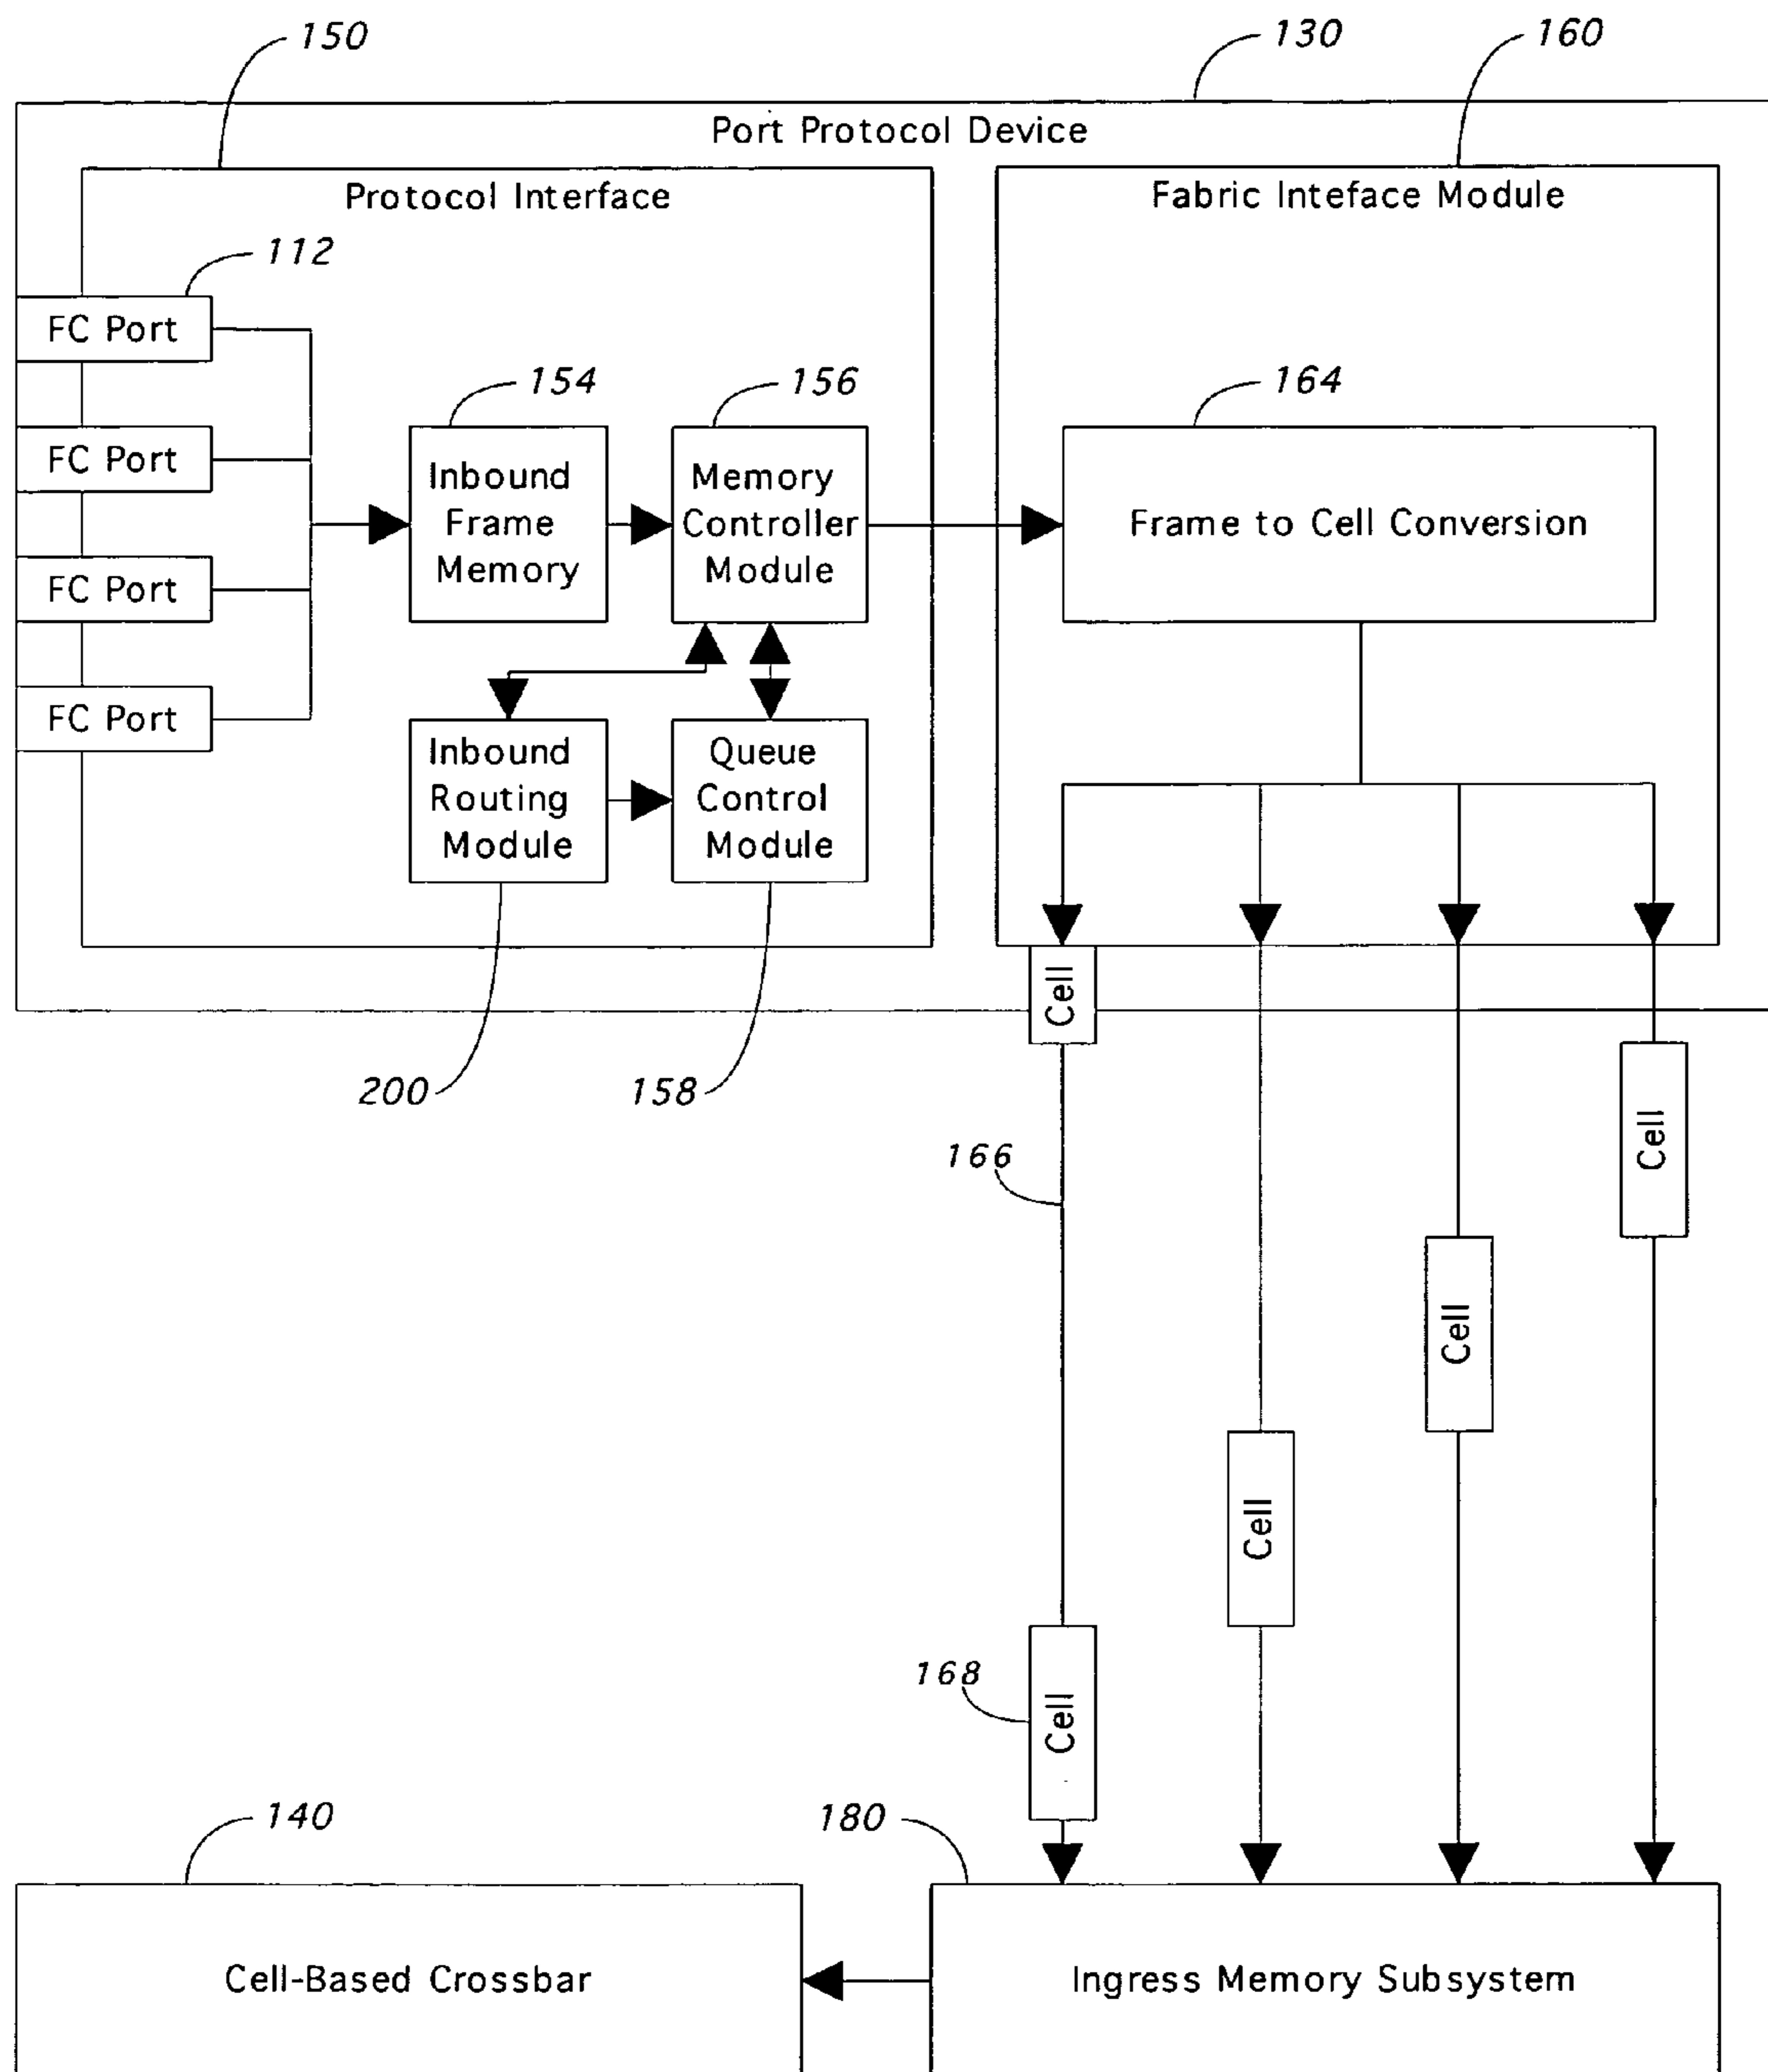 150
130
160
Port Protocol Device
Protocol Interface
Fabric Inteface Module
112
FC Port
FC Port
FC Port
FC Port
154
156
164
Inbound
Frame
Memory
Memory
Controller
Module
Frame to Cell Conversion
Inbound
Routing
Module
Queue
Control
Module
200
158
Cell
Cell
166
Cell
Cell
168
Cell
140
180
Cell-Based Crossbar
Ingress Memory Subsystem